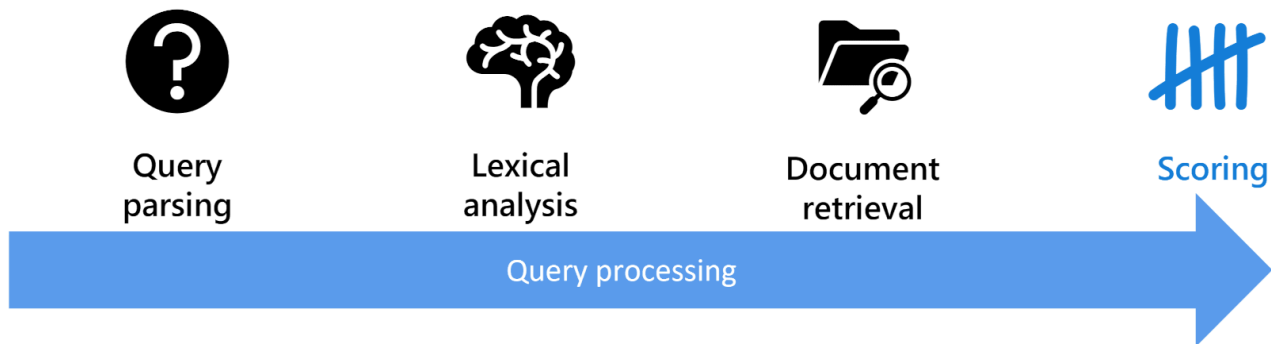 Query
parsing
Lexical
analysis
Document
retrieval
Scoring
Query processing